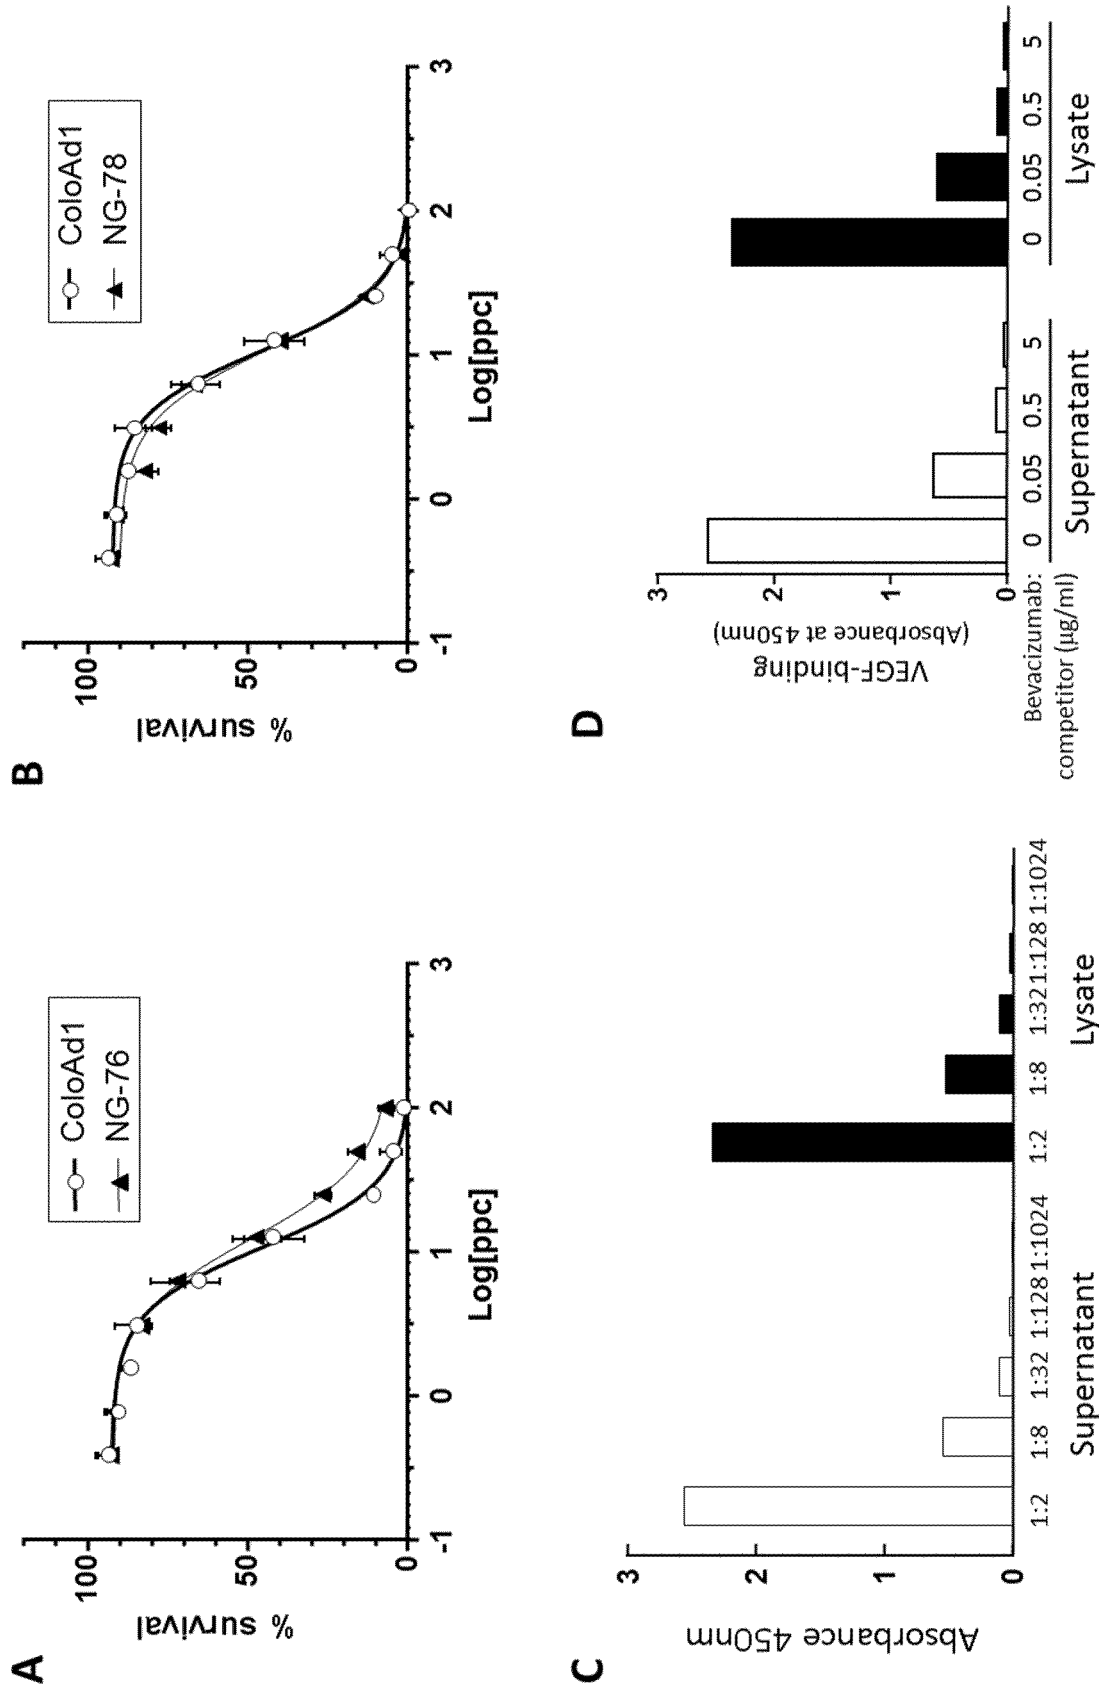 A
ColoAd1
NG-76
% survival
100
50
0
-1
0
1
2
3
Log[ppc]
B
ColoAd1
NG-78
% survival
100
50
0
-1
0
1
2
3
Log[ppc]
C
Absorbance 450nm
3
2
1
0
1:2 1:8 1:32 1:128 1:1024 1:2 1:8 1:32 1:128 1:1024
Supernatant Lysate
D
VEGF-binding
(Absorbance at 450nm)
3
2
1
0
Bevacizumab: 0 0.05 0.5 5 0 0.05 0.5 5
competitor (µg/ml) Supernatant Lysate